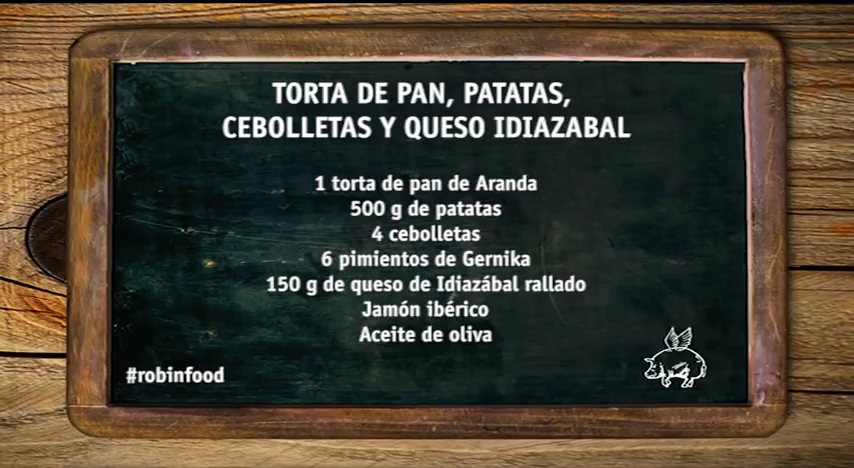 TORTA DE PAN, PATATAS,
CEBOLLETAS Y QUESO IDIAZABAL
1 torta de pan de Aranda
500 g de patatas
4 cebolletas
6 pimientos de Gernika
150 g de queso de Idiazábal rallado
Jamón ibérico
Aceite de oliva
#robinfood